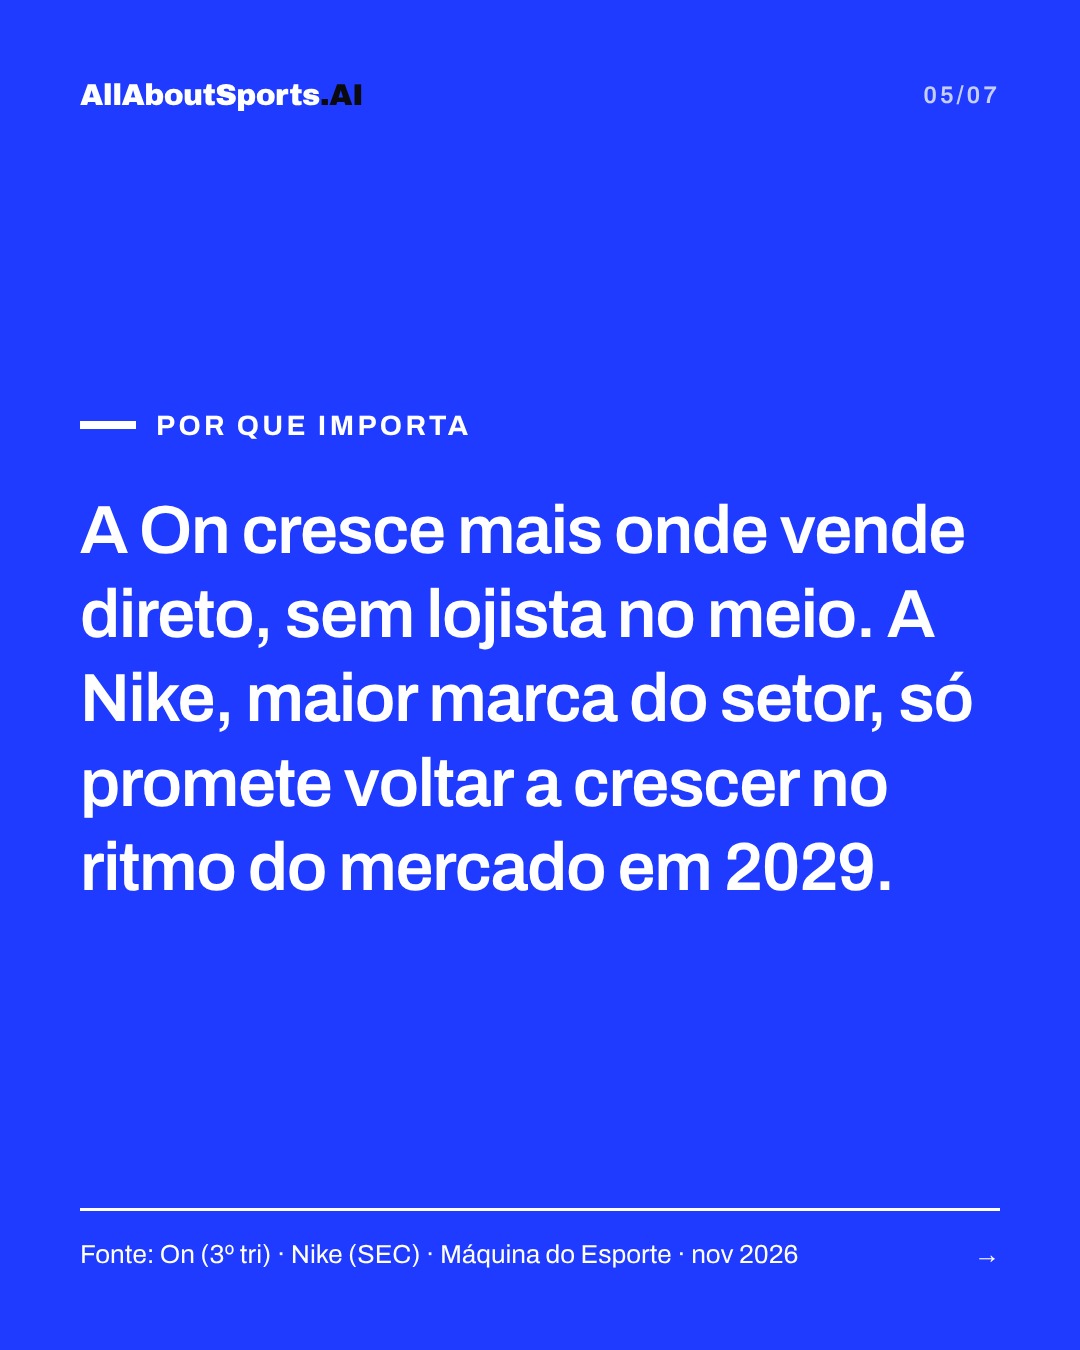 AllAboutSports.AI
05/07
POR QUE IMPORTA
A On cresce mais onde vende
direto, sem lojista no meio. A
Nike, maior marca do setor, só
promete voltar a crescer no
ritmo do mercado em 2029.
Fonte: On (3º tri) · Nike (SEC) · Máquina do Esporte · nov 2026
→